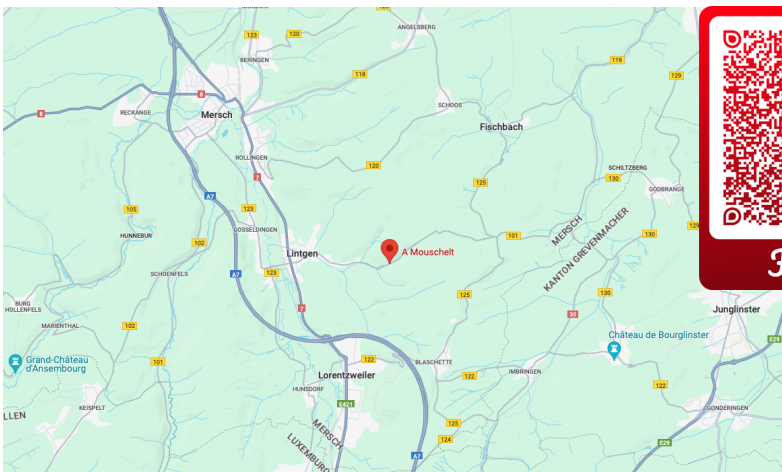 ANGELSBERG
123
120
BERINGEN
118
119
129
8
RECKANGE
Mersch
SCHOOS
Fischbach
ROLLINGEN
7
120
125
SCHILTZBERG
130
GODBRANGE
A7
105
HUNNEBUR
102
123
GOSSELDINGEN
101
MERSCH
KANTON GREVENMACHER
130
129
Lintgen
A Mouschelt
SCHOENFELS
A7
123
125
130
BURG
HOLLENFELS
MARIENTHAL
102
7
30
Junglinster
Château de Bourglinster
E29
Grand-Château
d'Ansembourg
101
122
BLASCHETTE
Lorentzweiler
122
IMBRINGEN
122
HUNSDORF
KEISPELT
E421
LLEN
MERSCH
LUXEMBURG
125
124
A7
GONDERINGEN
E29